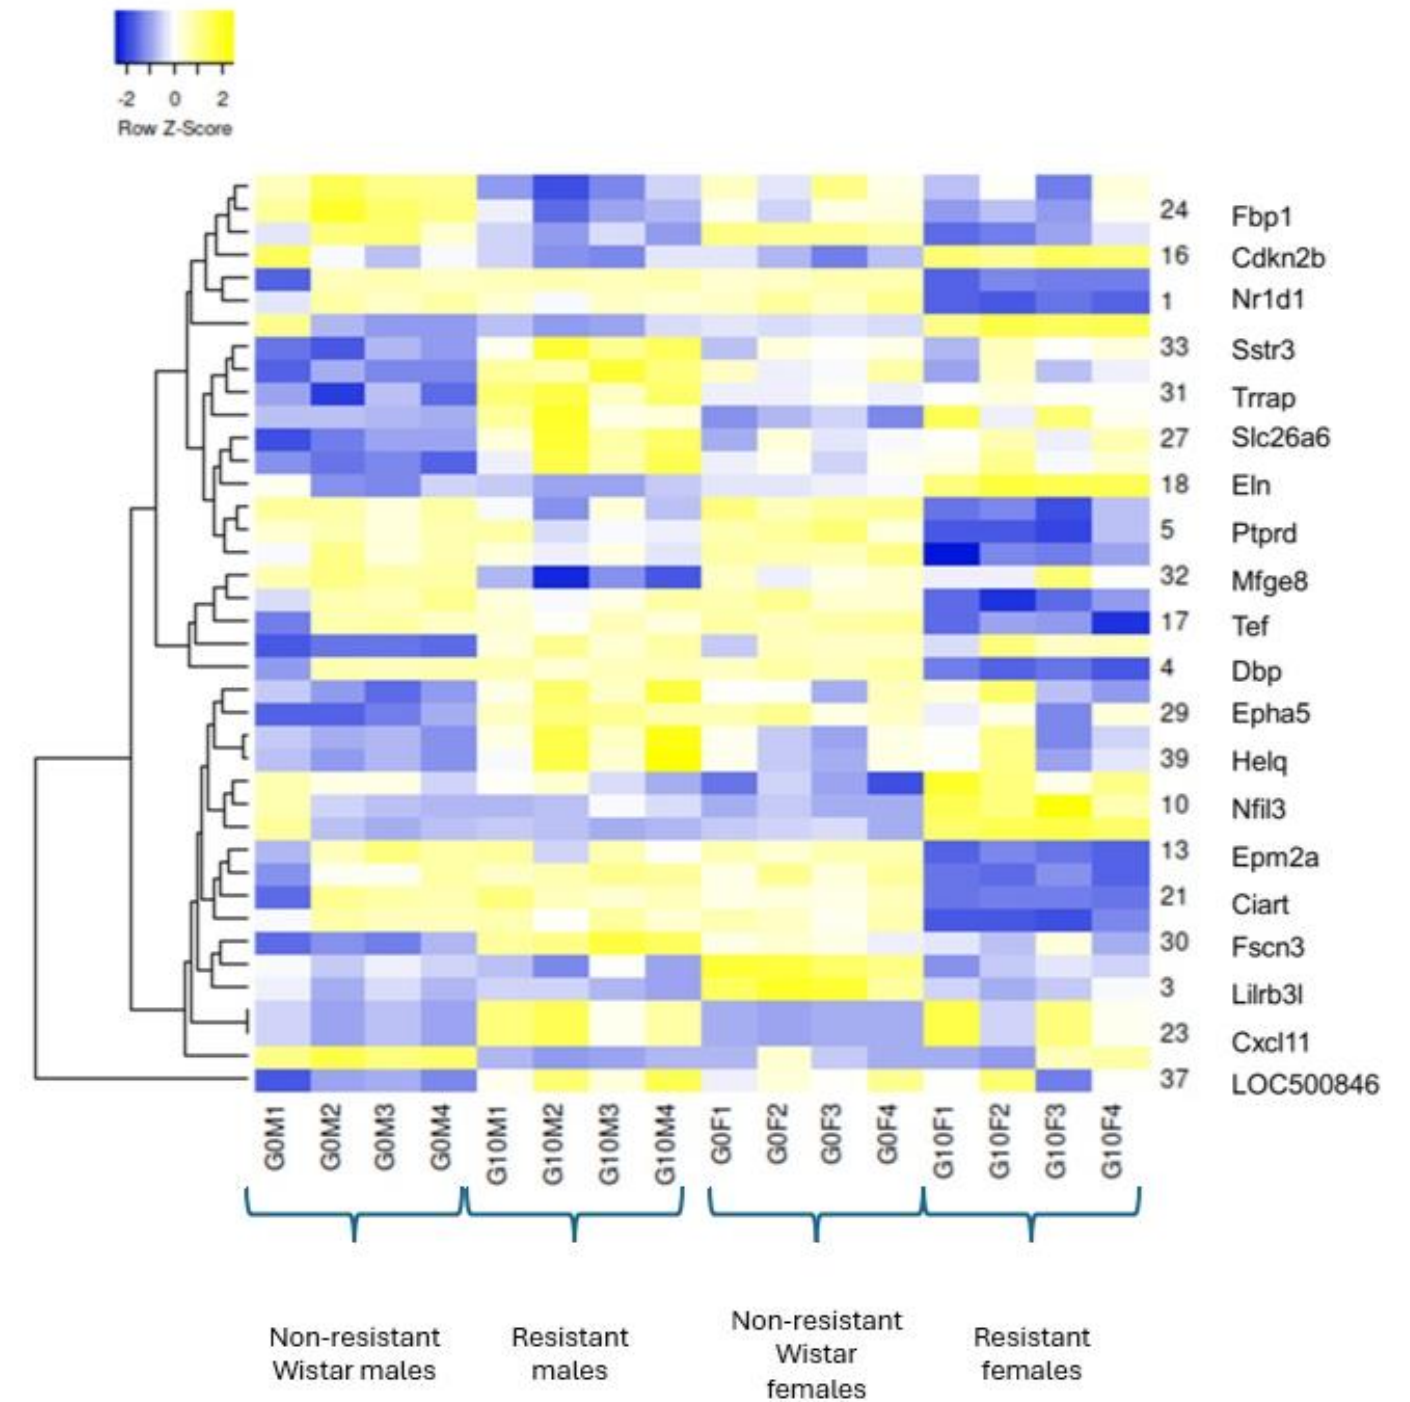 -2 0 2
Row Z-Score
24 Fbp1
16 Cdkn2b
1 Nr1d1
33 Sstr3
31 Trrap
27 Slc26a6
18 Eln
5 Ptprd
32 Mfge8
17 Tef
4 Dbp
29 Epha5
39 Helq
10 Nfil3
13 Epm2a
21 Ciart
30 Fscn3
3 Lilrb3l
23 Cxcl11
37 LOC500846
G0M1 G0M2 G0M3 G0M4 G10M1 G10M2 G10M3 G10M4 G0F1 G0F2 G0F3 G0F4 G10F1 G10F2 G10F3 G10F4
Non-resistant
Wistar males
Resistant
males
Non-resistant
Wistar
females
Resistant
females